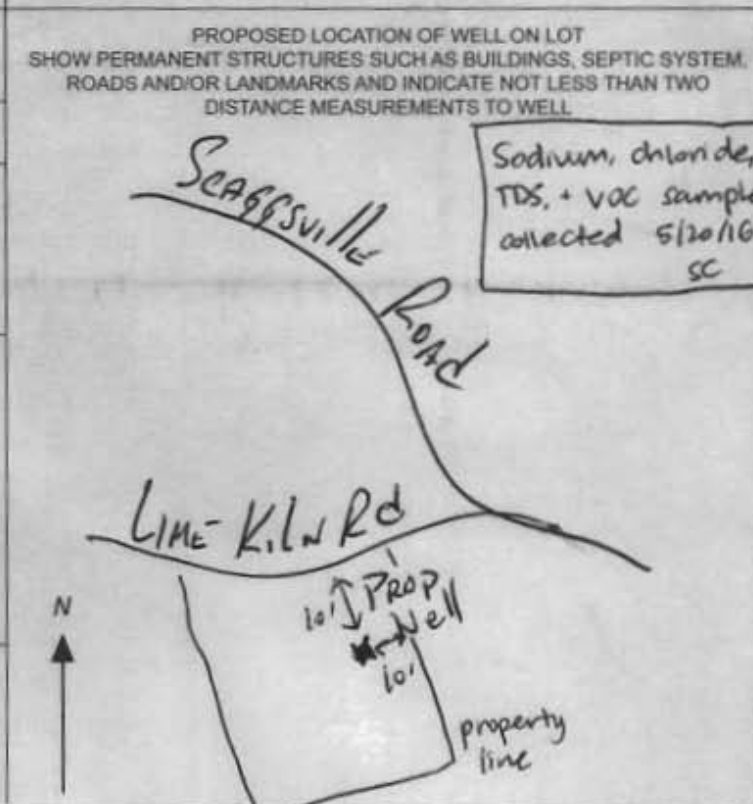 PROPOSED LOCATION OF WELL ON LOT
SHOW PERMANENT STRUCTURES SUCH AS BUILDINGS, SEPTIC SYSTEM,
ROADS AND/OR LANDMARKS AND INDICATE NOT LESS THAN TWO
DISTANCE MEASUREMENTS TO WELL
Sodium, chloride,
TDS, + VOC sample
collected 5/20/16
SC
Scaggsville Road
Lime Kiln Rd
N
10'
Prop
Well
10'
property
line